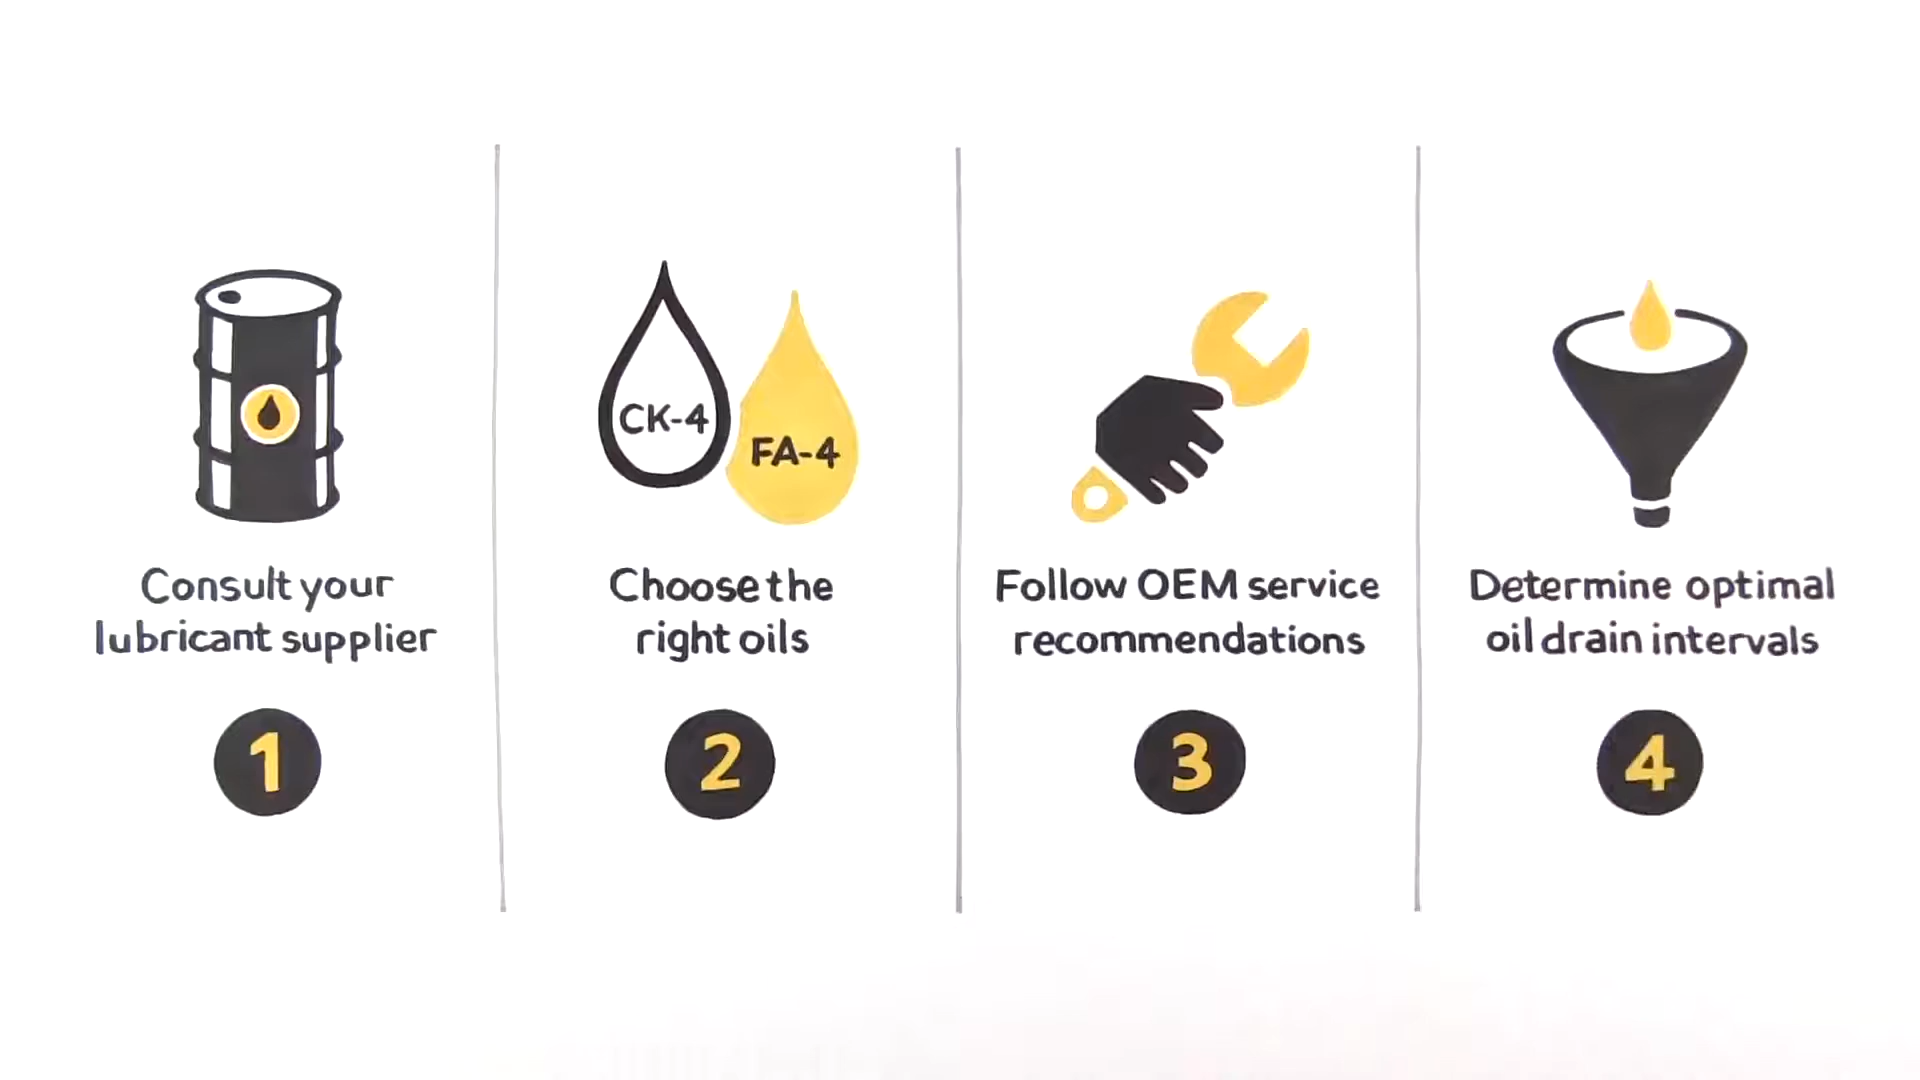 CK-4
FA-4
Consult your
lubricant supplier
1
Choose the
right oils
2
Follow OEM service
recommendations
3
Determine optimal
oil drain intervals
4